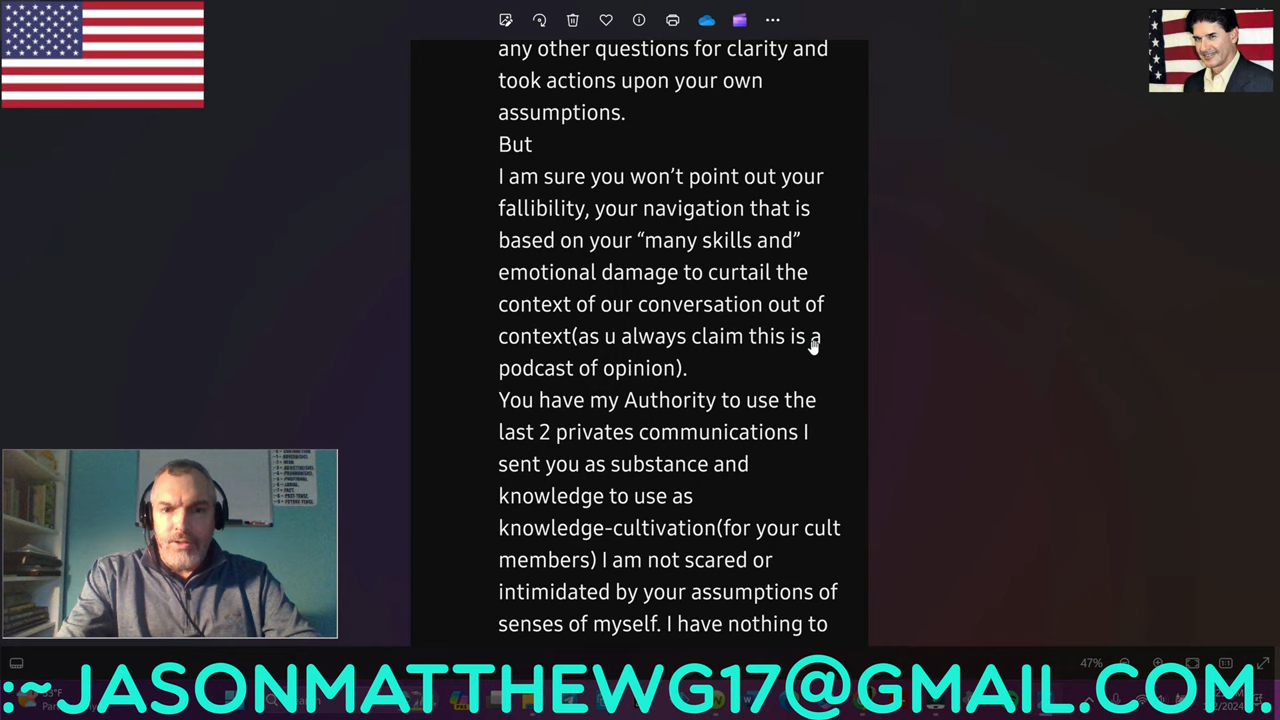 any other questions for clarity and
took actions upon your own
assumptions.
But
I am sure you won’t point out your
fallibility, your navigation that is
based on your “many skills and”
emotional damage to curtail the
context of our conversation out of
context(as u always claim this is a
podcast of opinion).
You have my Authority to use the
last 2 privates communications I
sent you as substance and
knowledge to use as
knowledge-cultivation(for your cult
members) I am not scared or
intimidated by your assumptions of
senses of myself. I have nothing to
47%
:~ JASONMATTHEWG17@GMAIL.COM.